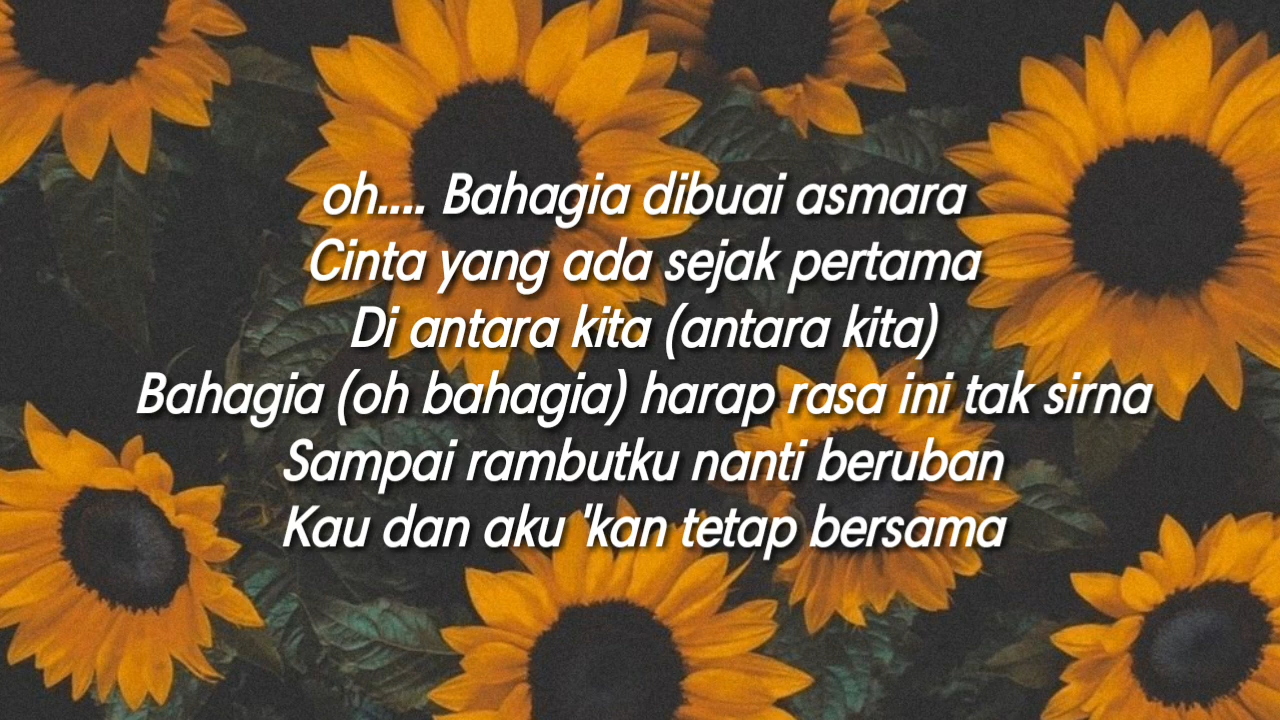 oh.... Bahagia dibuai asmara
Cinta yang ada sejak pertama
Di antara kita (antara kita)
Bahagia (oh bahagia) harap rasa ini tak sirna
Sampai rambutku nanti beruban
Kau dan aku 'kan tetap bersama